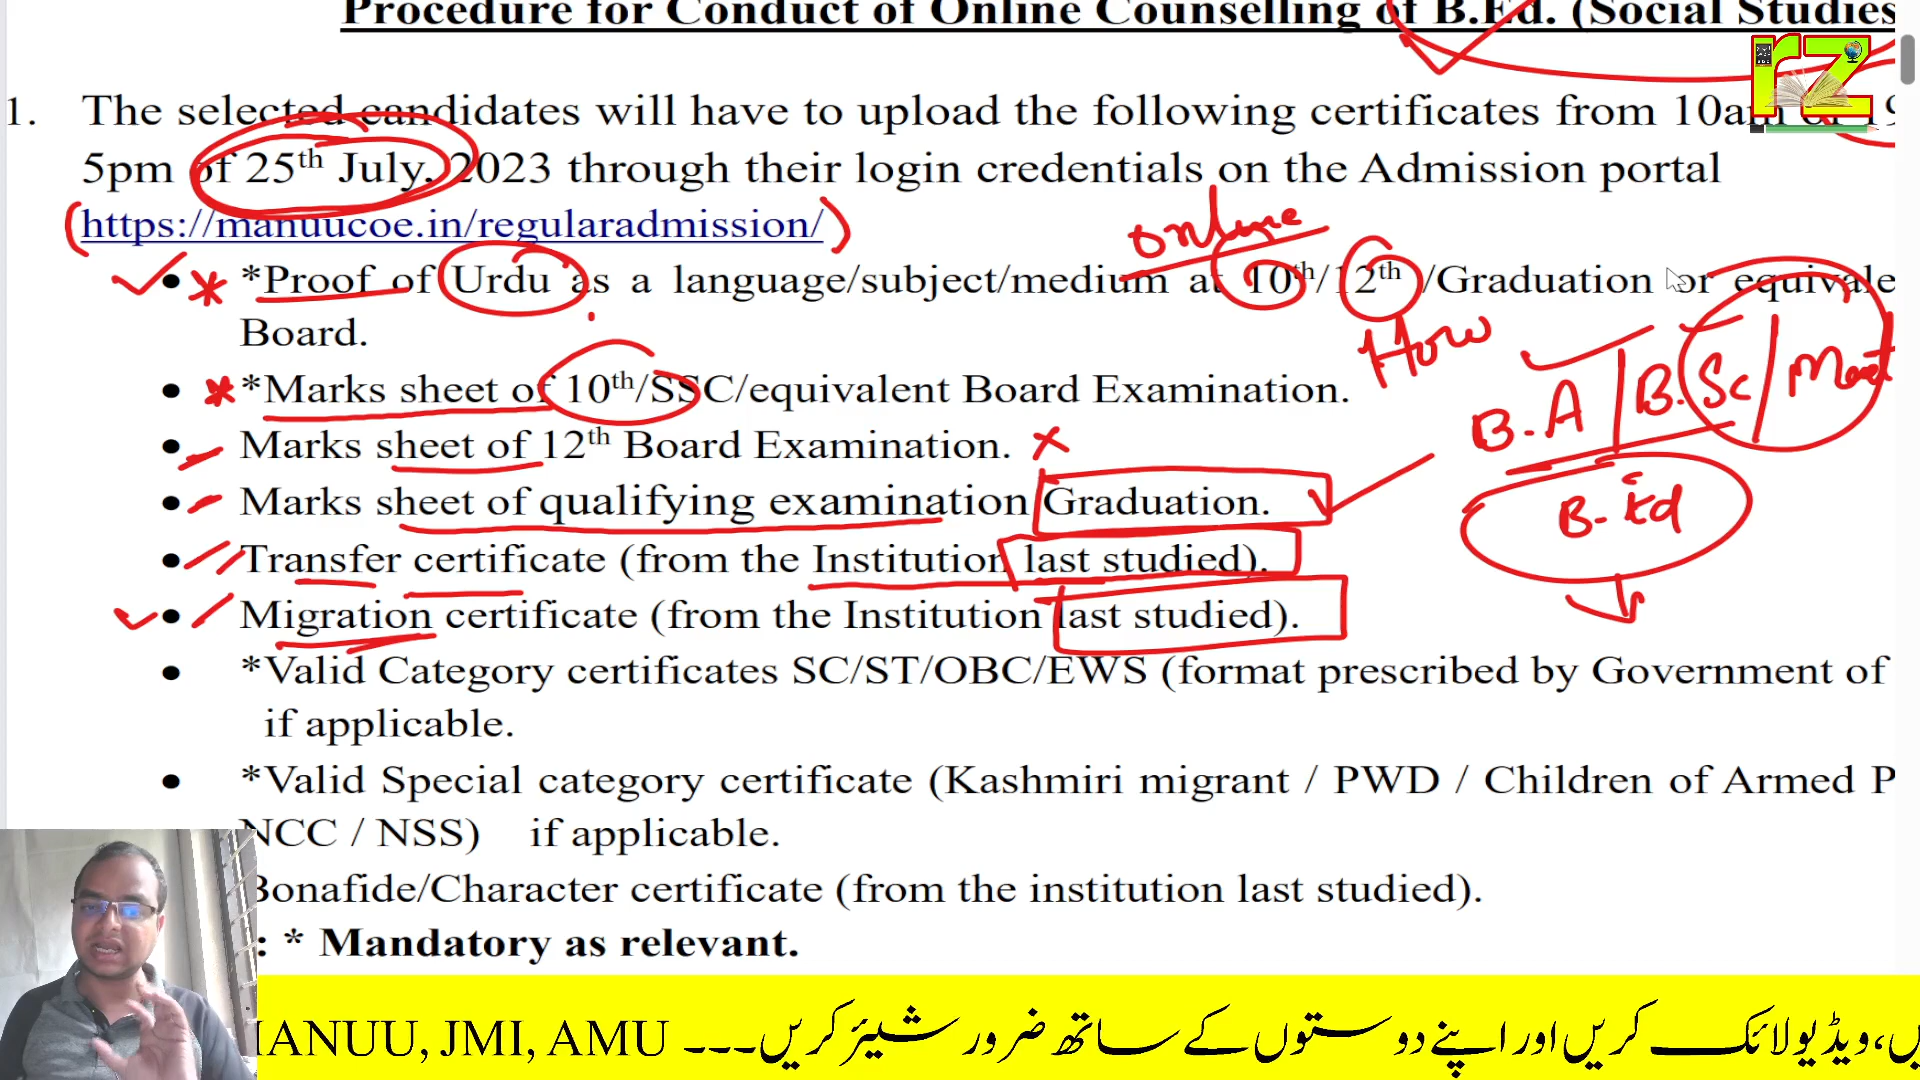 Procedure for Conduct of Online Counselling of B.Ed. (Social Studies
rz
1. The selected candidates will have to upload the following certificates from 10am of 19
5pm of 25th July, 2023 through their login credentials on the Admission portal
(https://manuucoe.in/regularadmission/)
Online
• *Proof of Urdu as a language/subject/medium at 10th/12th /Graduation or equivale
Board.
How
• *Marks sheet of 10th/SSC/equivalent Board Examination.
B.A/B.Sc/
• Marks sheet of 12th Board Examination. x
• Marks sheet of qualifying examination Graduation.
B-Ed
• Transfer certificate (from the Institution last studied).
• Migration certificate (from the Institution last studied).
• *Valid Category certificates SC/ST/OBC/EWS (format prescribed by Government of
if applicable.
• *Valid Special category certificate (Kashmiri migrant / PWD / Children of Armed P
NCC / NSS) if applicable.
Bonafide/Character certificate (from the institution last studied).
: * Mandatory as relevant.
ں، ویڈیو لائک کریں اور اپنے دوستوں کے ساتھ ضرور شیئر کریں۔۔۔ MANUU, JMI, AMU